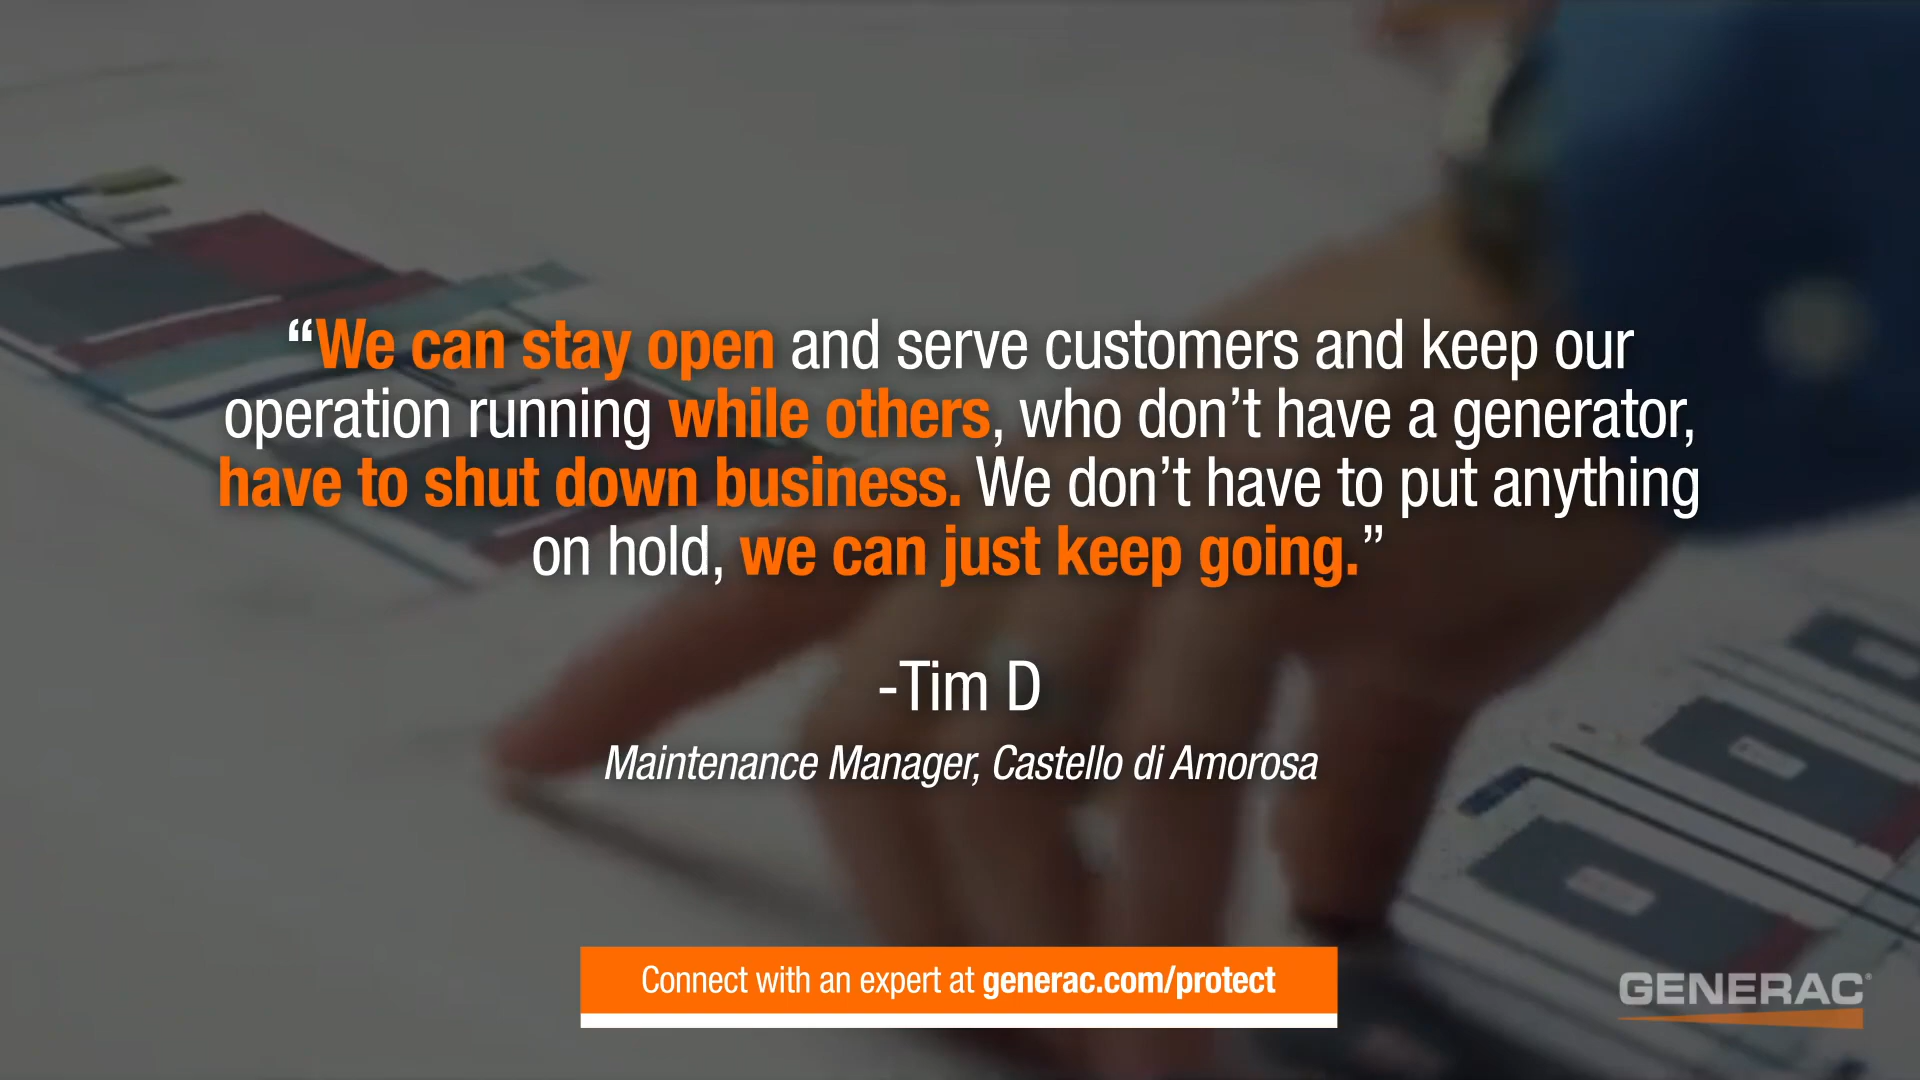 “We can stay open and serve customers and keep our
operation running while others, who don’t have a generator,
have to shut down business. We don’t have to put anything
on hold, we can just keep going.”
-Tim D
Maintenance Manager, Castello di Amorosa
Connect with an expert at generac.com/protect
GENERAC®